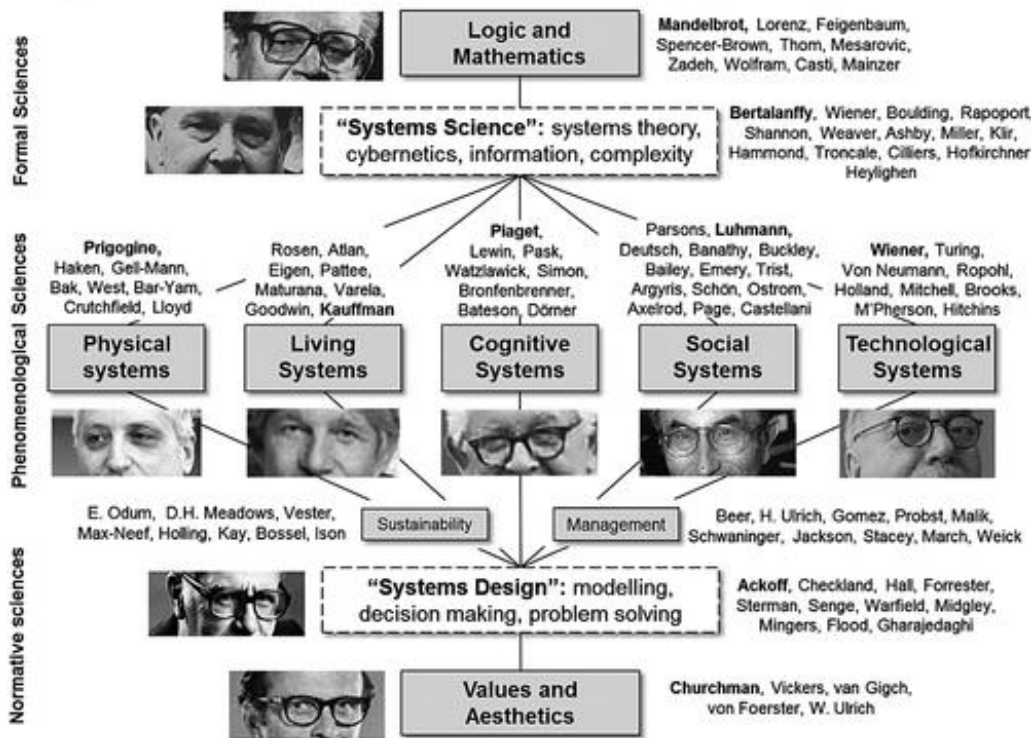 Formal Sciences
Logic and
Mathematics
Mandelbrot, Lorenz, Feigenbaum,
Spencer-Brown, Thom, Mesarovic,
Zadeh, Wolfram, Casti, Mainzer
“Systems Science”: systems theory,
cybernetics, information, complexity
Bertalanffy, Wiener, Boulding, Rapoport,
Shannon, Weaver, Ashby, Miller, Klir,
Hammond, Troncale, Cilliers, Hofkirchner
Heylighen
Phenomenological Sciences
Prigogine,
Haken, Gell-Mann,
Bak, West, Bar-Yam,
Crutchfield, Lloyd
Rosen, Atlan,
Eigen, Pattee,
Maturana, Varela,
Goodwin, Kauffman
Piaget,
Lewin, Pask,
Watzlawick, Simon,
Bronfenbrenner,
Bateson, Dörner
Parsons, Luhmann,
Deutsch, Banathy, Buckley,
Bailey, Emery, Trist,
Argyris, Schön, Ostrom,
Axelrod, Page, Castellani
Wiener, Turing,
Von Neumann, Ropohl,
Holland, Mitchell, Brooks,
M'Pherson, Hitchins
Physical
systems
Living
Systems
Cognitive
Systems
Social
Systems
Technological
Systems
E. Odum, D.H. Meadows, Vester,
Max-Neef, Holling, Kay, Bossel, Ison
Sustainability
Management
Beer, H. Ulrich, Gomez, Probst, Malik,
Schwaninger, Jackson, Stacey, March, Weick
Normative sciences
“Systems Design”: modelling,
decision making, problem solving
Ackoff, Checkland, Hall, Forrester,
Sterman, Senge, Warfield, Midgley,
Mingers, Flood, Gharajedaghi
Values and
Aesthetics
Churchman, Vickers, van Gigch,
von Foerster, W. Ulrich